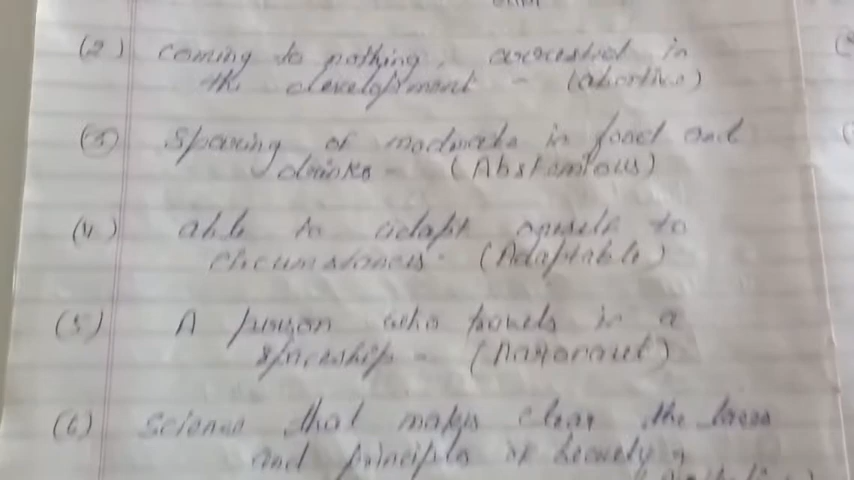 (2) coming to nothing, arrested in
the development - (abortive)
(3) Sparing or moderate in food and
drinks - (Abstemious)
(4) able to adapt oneself to
circumstances - (Adaptable)
(5) A person who travels in a
spaceship - (Astronaut)
(6) science that makes clear the laws
and principle of beauty